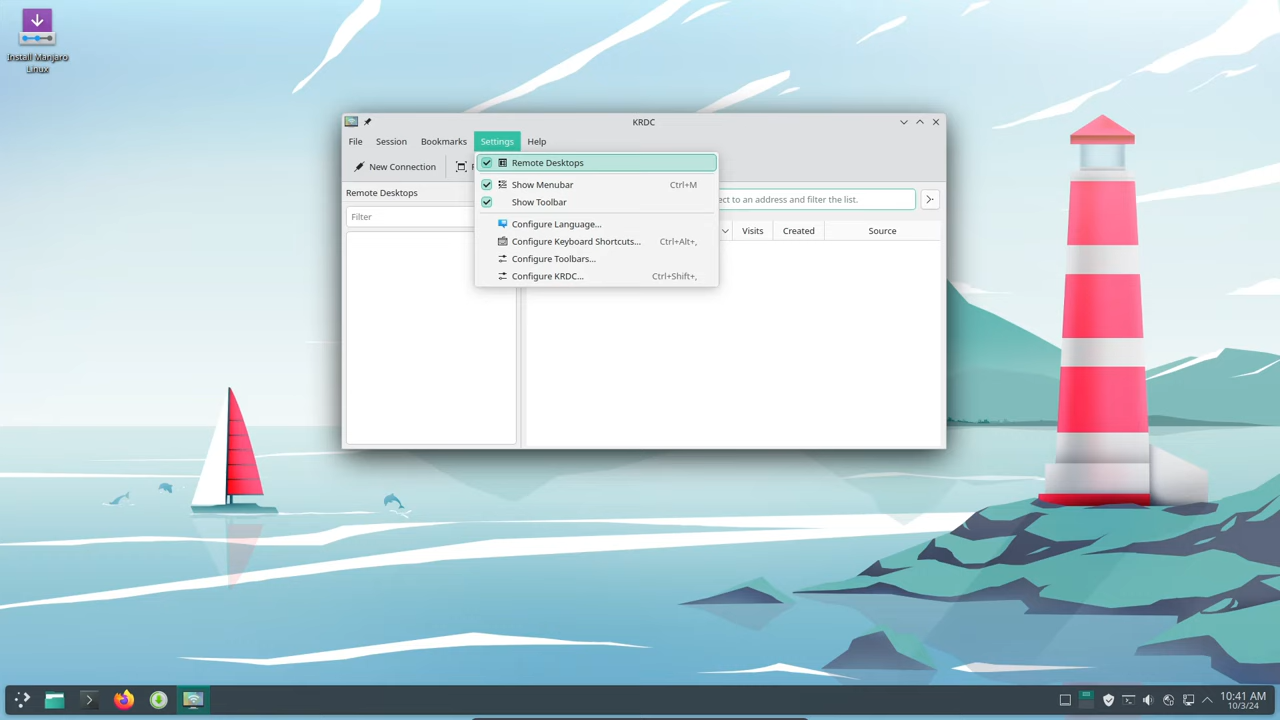 Install Manjaro
Linux
KRDC
File Session Bookmarks Settings Help
New Connection
Remote Desktops
Show Menubar Ctrl+M
Show Toolbar
Configure Language...
Configure Keyboard Shortcuts... Ctrl+Alt+,
Configure Toolbars...
Configure KRDC... Ctrl+Shift+,
Remote Desktops
Filter
ect to an address and filter the list.
Visits Created Source
10:41 AM
10/3/24